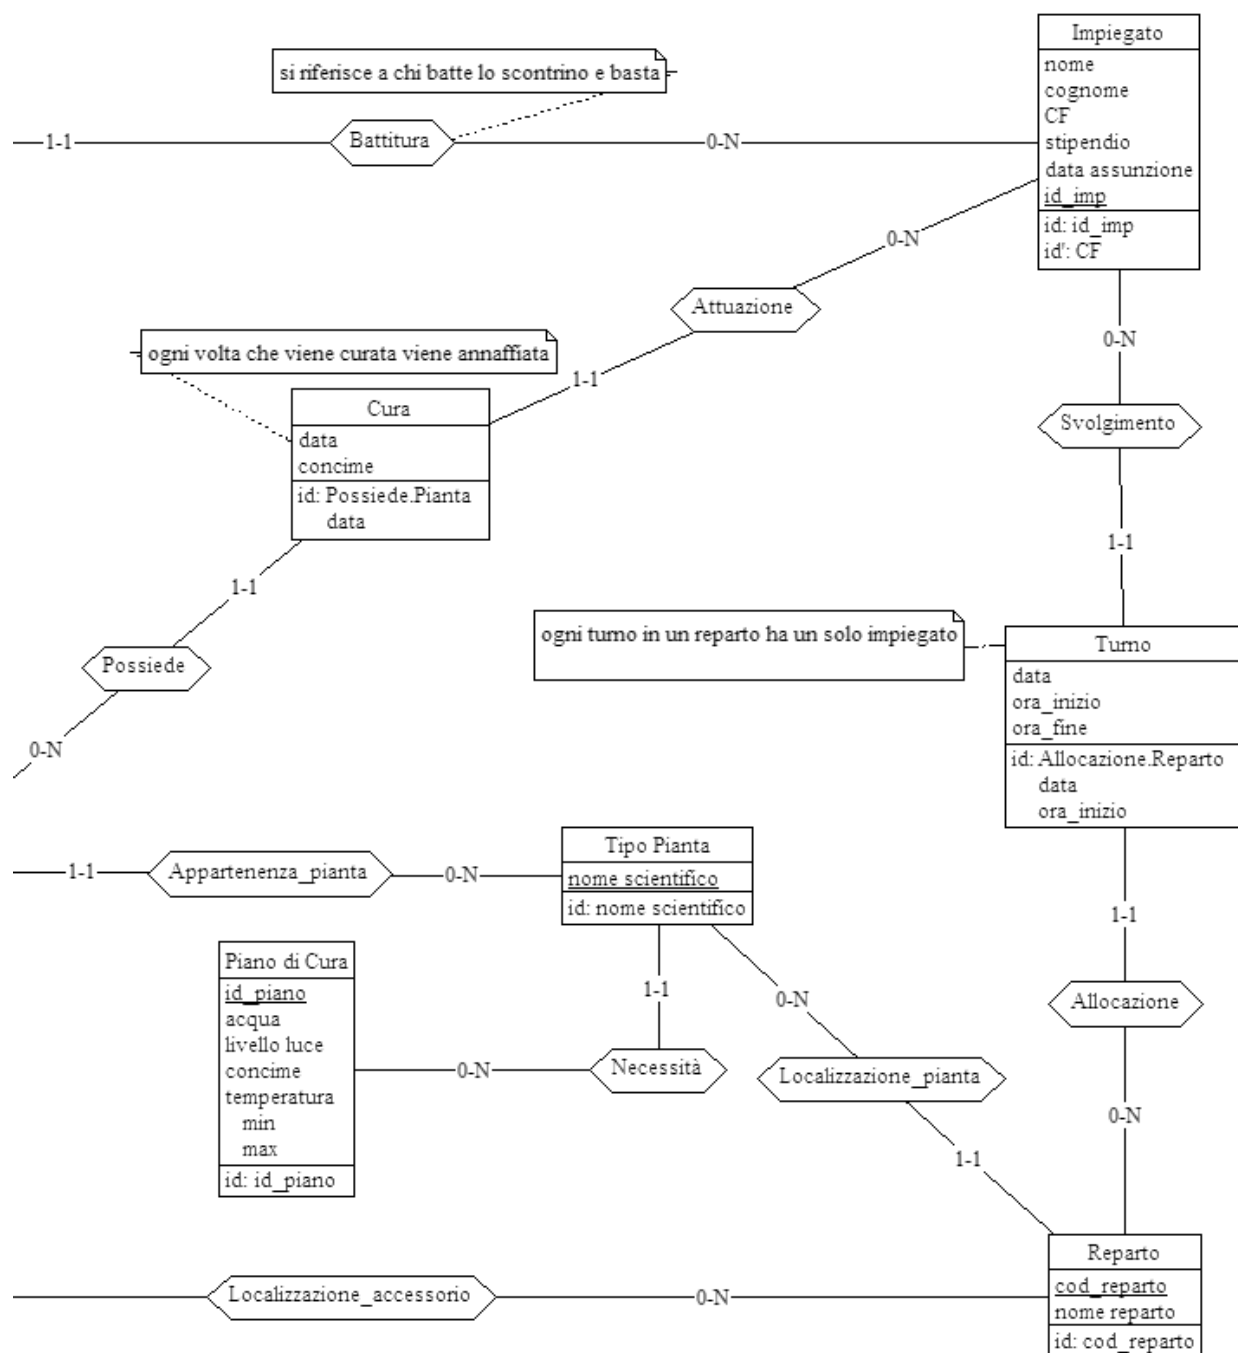 Impiegato
nome
cognome
CF
stipendio
data assunzione
id_imp
id: id_imp
id': CF
si riferisce a chi batte lo scontrino e basta
1-1
Battitura
0-N
0-N
Attuazione
1-1
0-N
Svolgimento
1-1
ogni volta che viene curata viene annaffiata
Cura
data
concime
id: Possiede.Pianta
data
1-1
Possiede
0-N
ogni turno in un reparto ha un solo impiegato
Turno
data
ora_inizio
ora_fine
id: Allocazione.Reparto
data
ora_inizio
1-1
Appartenenza_pianta
0-N
Tipo Pianta
nome scientifico
id: nome scientifico
1-1
Allocazione
0-N
Piano di Cura
id_piano
acqua
livello luce
concime
temperatura
min
max
id: id_piano
0-N
Necessità
1-1
0-N
Localizzazione_pianta
1-1
Localizzazione_accessorio
0-N
Reparto
cod_reparto
nome reparto
id: cod_reparto